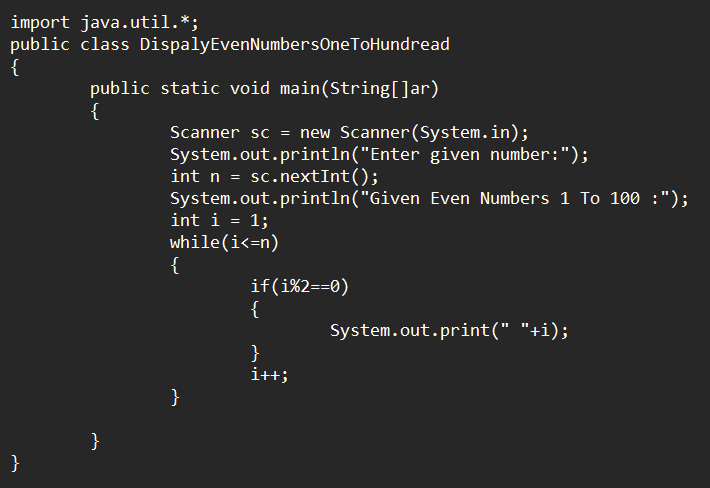 import java.util.*;
public class DispalyEvenNumbersOneToHundread
{
        public static void main(String[]ar)
        {
                Scanner sc = new Scanner(System.in);
                System.out.println("Enter given number:");
                int n = sc.nextInt();
                System.out.println("Given Even Numbers 1 To 100 :");
                int i = 1;
                while(i<=n)
                {
                        if(i%2==0)
                        {
                                System.out.print(" "+i);
                        }
                        i++;
                }

        }
}